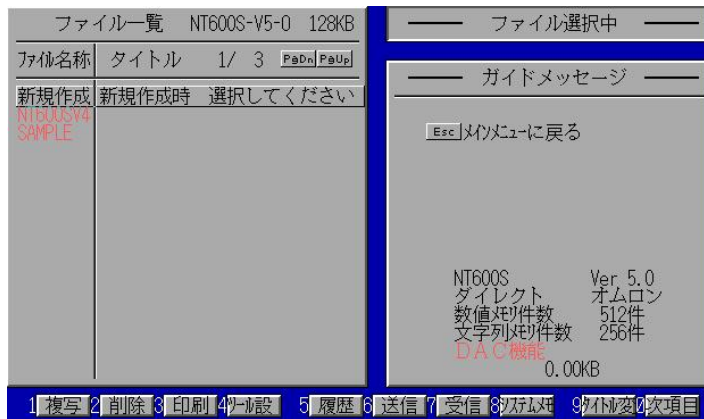 ファイル一覧 NT600S-V5-0 128KB
ﾌｧｲﾙ名称 タイトル 1/ 3 PgDn PgUp
新規作成 新規作成時 選択してください
NT600SV4
SAMPLE
ファイル選択中
ガイドメッセージ
Esc ﾒｲﾝﾒﾆｭｰに戻る
NT600S Ver 5.0
ダイレクト オムロン
数値ﾒﾓﾘ件数 512件
文字列ﾒﾓﾘ件数 256件
ＤＡＣ機能
0.00KB
1 複写 2 削除 3 印刷 4 ﾂｰﾙ設 5 履歴 6 送信 7 受信 8 ｼｽﾃﾑﾒﾓ 9 ﾀｲﾄﾙ変 0 次項目